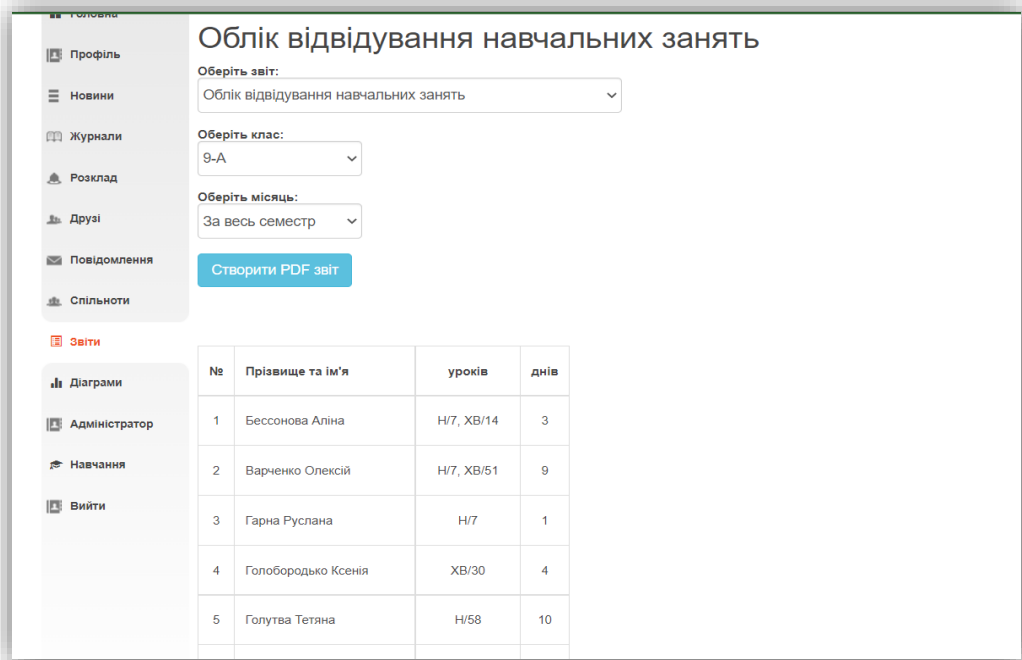 Головна
Профіль
Новини
Журнали
Розклад
Друзі
Повідомлення
Спільноти
Звіти
Діаграми
Адміністратор
Навчання
Вийти
Облік відвідування навчальних занять
Оберіть звіт:
Облік відвідування навчальних занять
Оберіть клас:
9-А
Оберіть місяць:
За весь семестр
Створити PDF звіт
№ Прізвище та ім'я уроків днів
1 Бессонова Аліна Н/7, ХВ/14 3
2 Варченко Олексій Н/7, ХВ/51 9
3 Гарна Руслана Н/7 1
4 Голобородько Ксенія ХВ/30 4
5 Голутва Тетяна Н/58 10